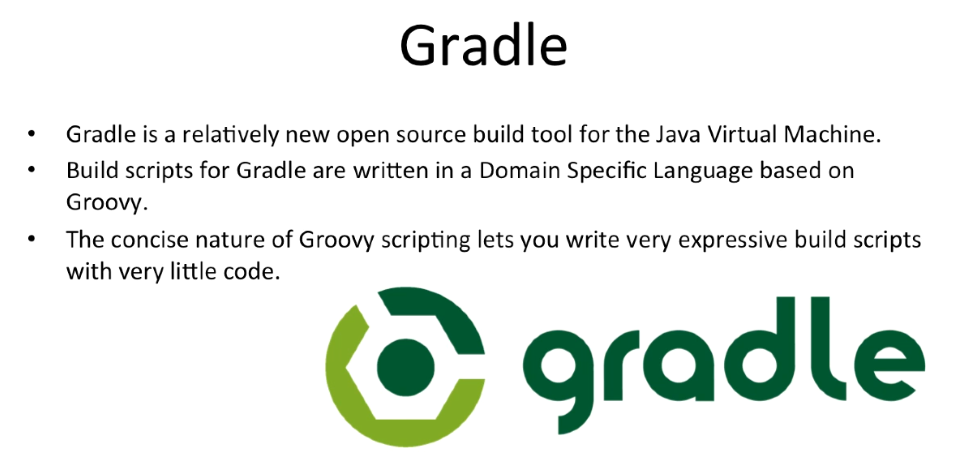 Gradle
• Gradle is a relatively new open source build tool for the Java Virtual Machine.
• Build scripts for Gradle are written in a Domain Specific Language based on
Groovy.
• The concise nature of Groovy scripting lets you write very expressive build scripts
with very little code.
gradle